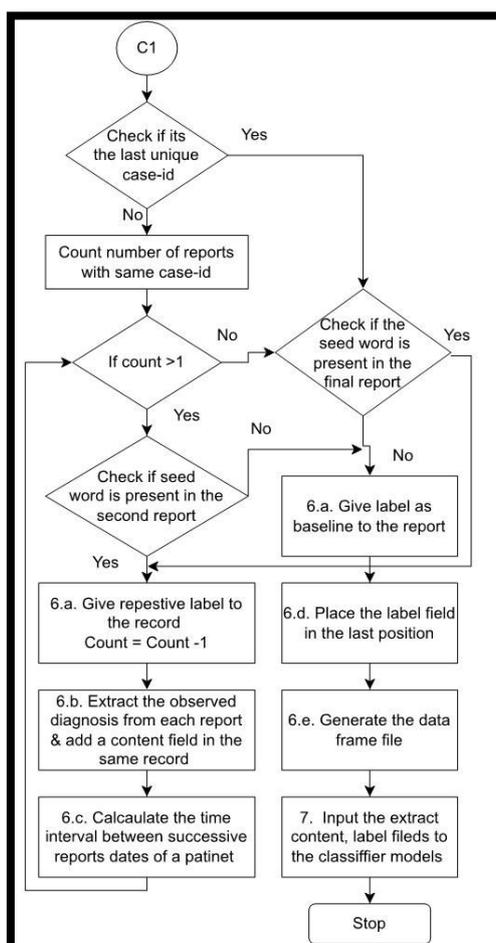 C1
Check if its
the last unique
case-id
Yes
No
Count number of reports
with same case-id
If count >1
No
Check if the
seed word is
present in the
final report
Yes
Yes
No
Check if seed
word is present in the
second report
No
6.a. Give label as
baseline to the report
Yes
6.a. Give repestive label to
the record
Count = Count -1
6.d. Place the label field
in the last position
6.b. Extract the observed
diagnosis from each report
& add a content field in the
same record
6.e. Generate the data
frame file
6.c. Calcaulate the time
interval between successive
reports dates of a patinet
7. Input the extract
content, label fileds to
the classiffier models
Stop